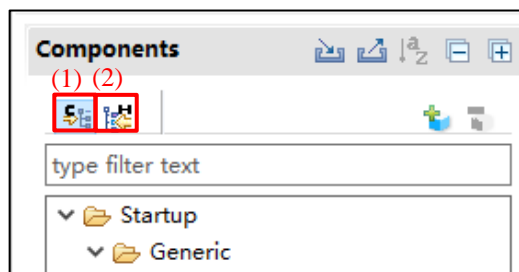 Components
(1) (2)
type filter text
Startup
Generic